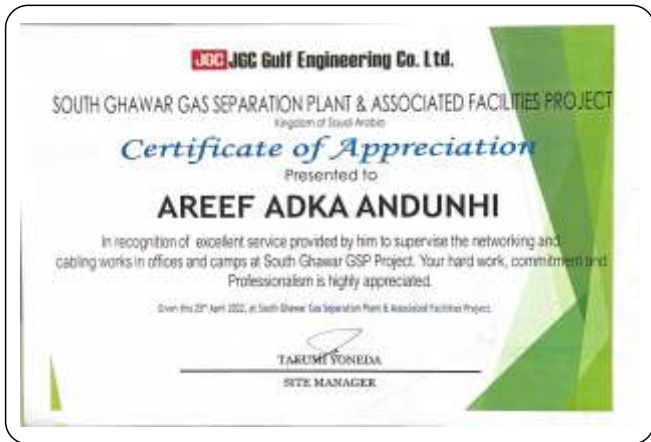 JGC JGC Gulf Engineering Co. Ltd.
SOUTH GHAWAR GAS SEPARATION PLANT & ASSOCIATED FACILITIES PROJECT
Kingdom of Saudi Arabia
Certificate of Appreciation
Presented to
AREEF ADKA ANDUNHI
In recognition of excellent service provided by him to supervise the networking and
cabling works in offices and camps at South Ghawar GSP Project. Your hard work, commitment and
Professionalism is highly appreciated.
Given this 25th April 2022, at South Ghawar Gas Separation Plant & Associated Facilities Project.
TAKUMI YONEDA
SITE MANAGER